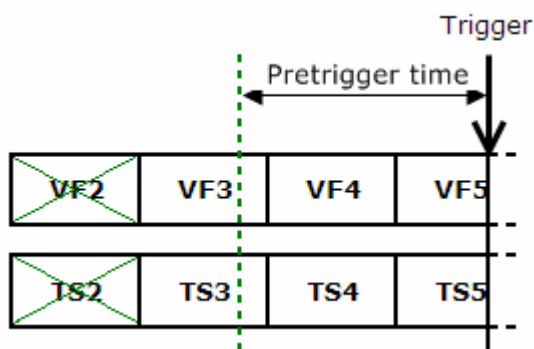 Trigger
Pretrigger time
VF2 VF3 VF4 VF5
TS2 TS3 TS4 TS5